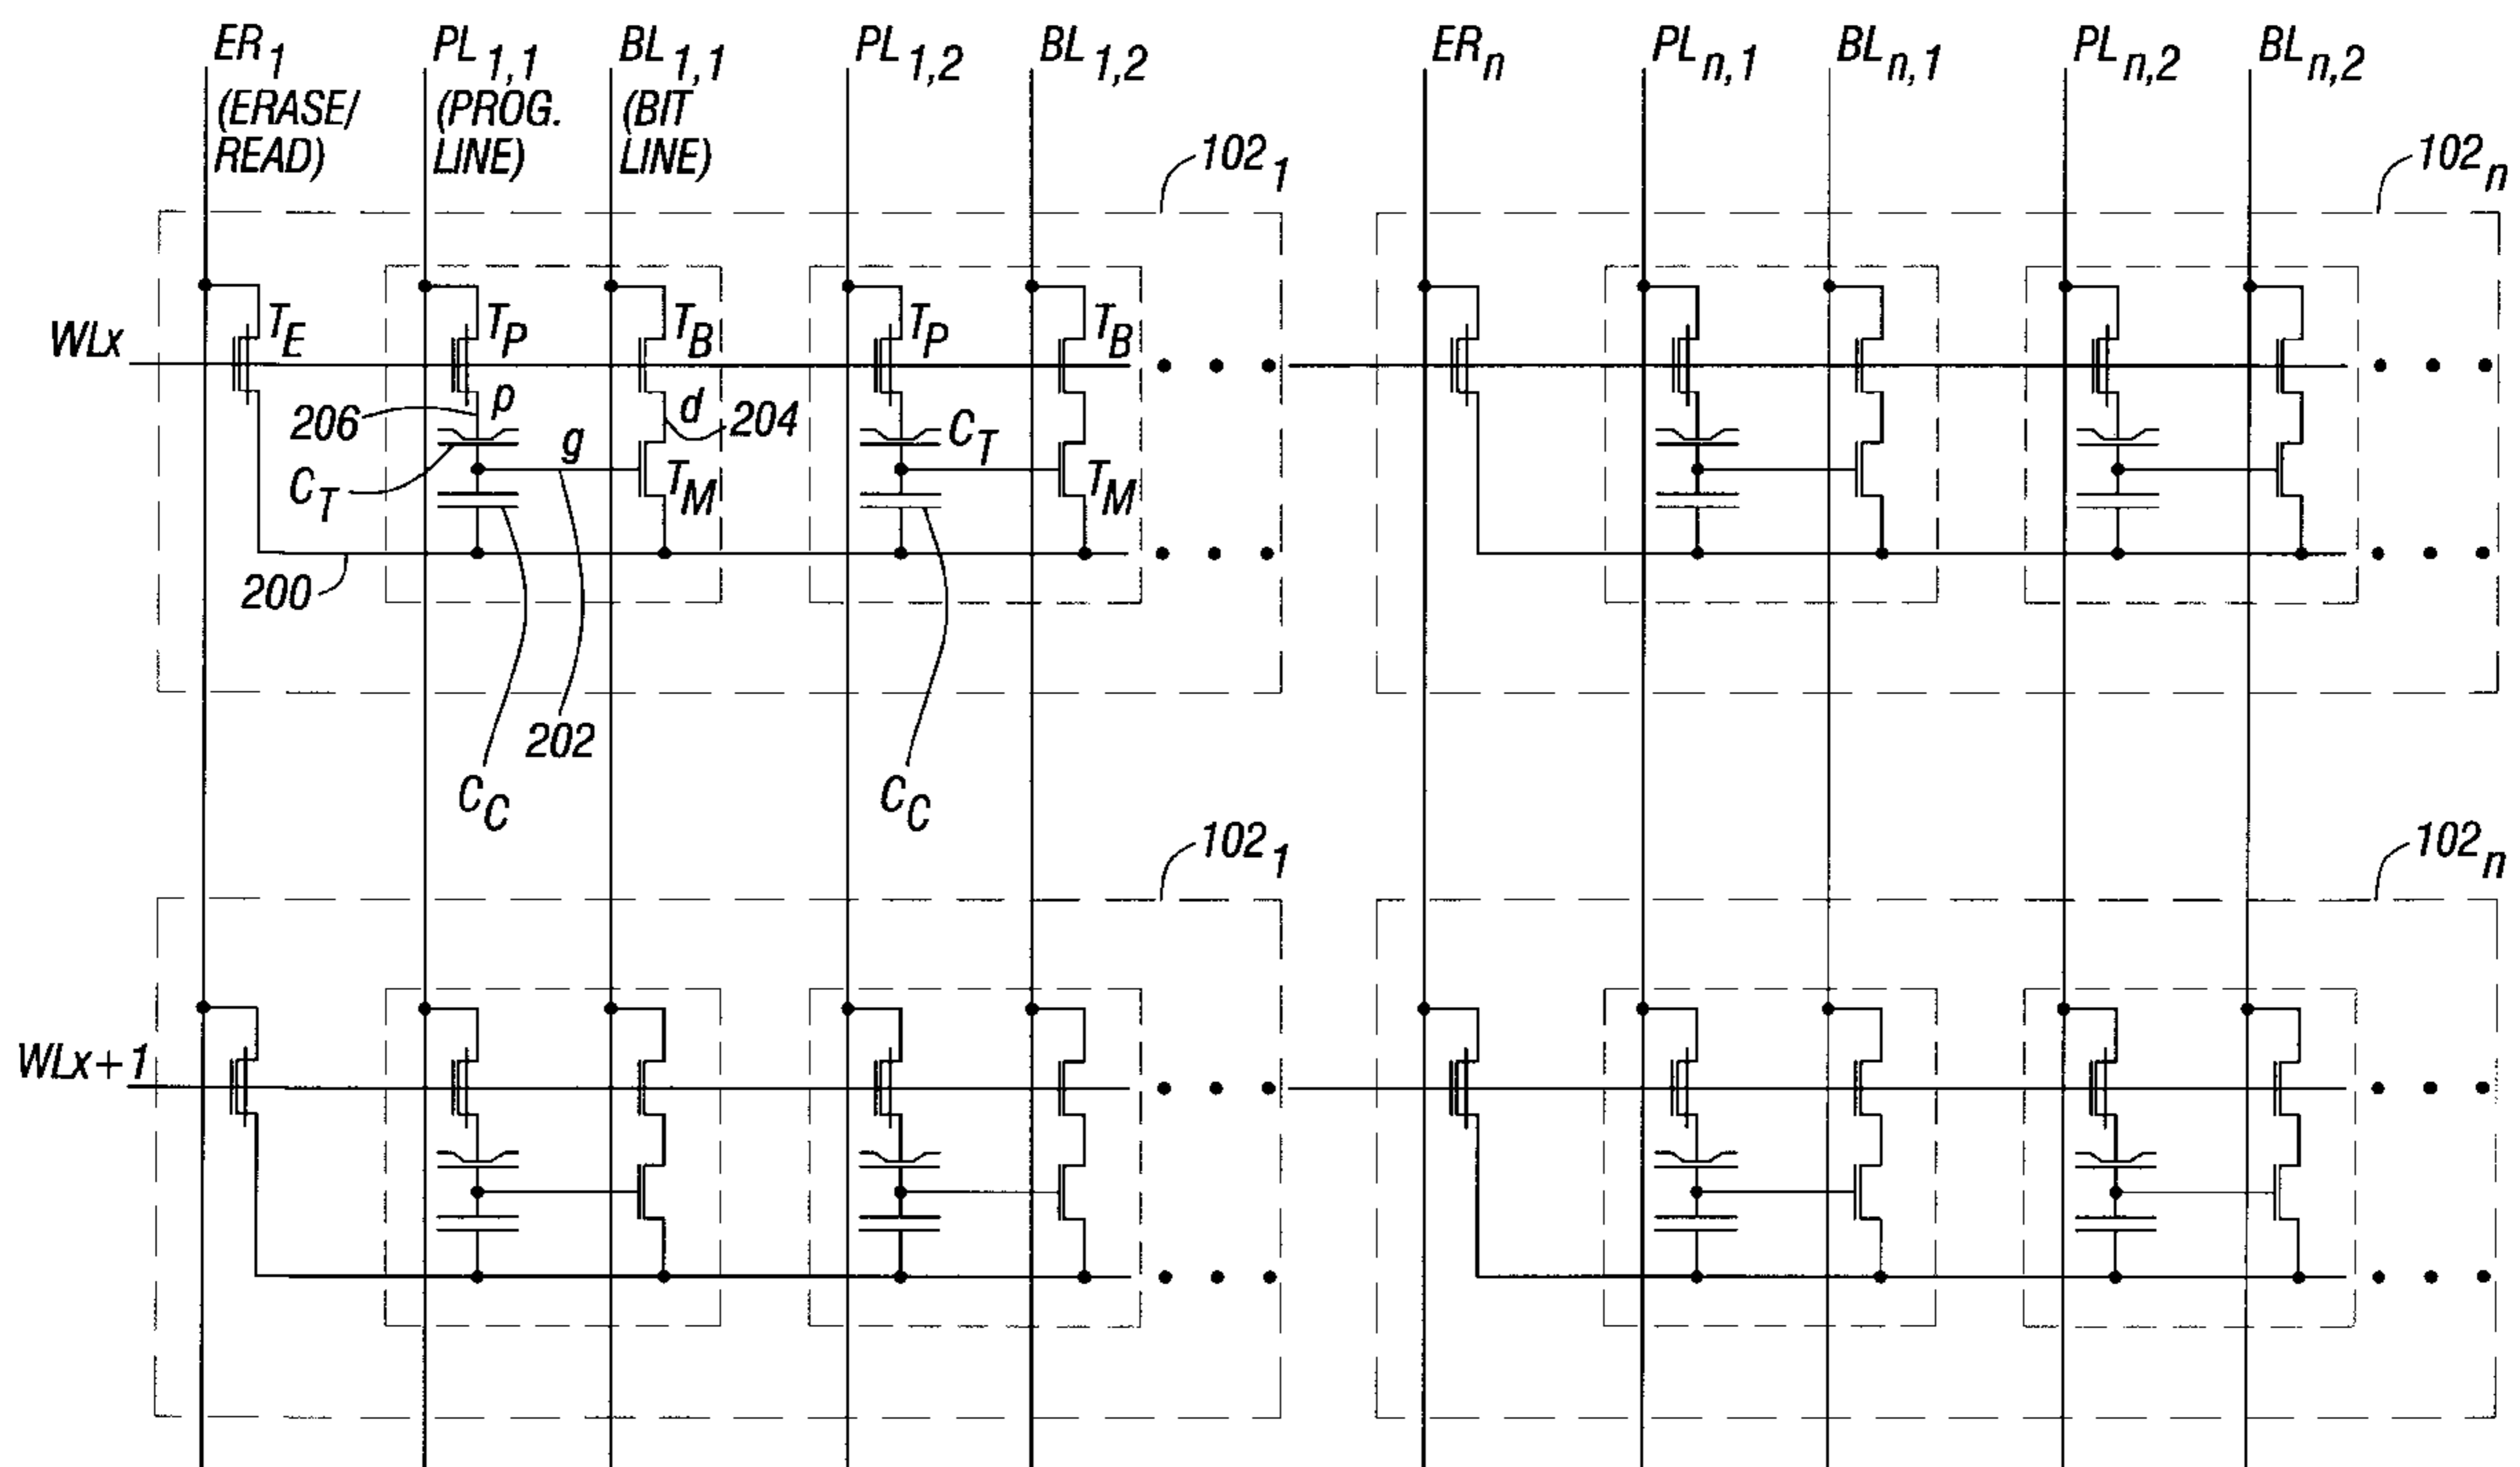 ER1 PL1,1 BL1,1 PL1,2 BL1,2 ERn PLn,1 BLn,1 PLn,2 BLn,2
(ERASE/ (PROG. (BIT
READ) LINE) LINE)
1021 102n
WLx TE TP TB TP TB
206 p d 204
CT g TM CT TM
200
202
CC CC
1021 102n
WLx+1